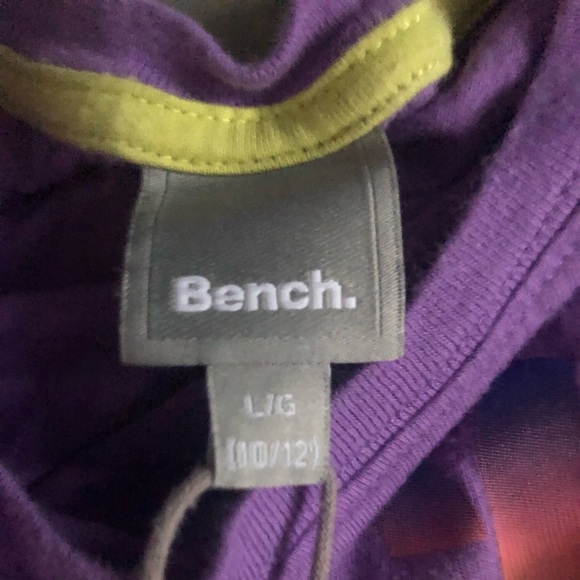 Bench.
L/G
(10/12)